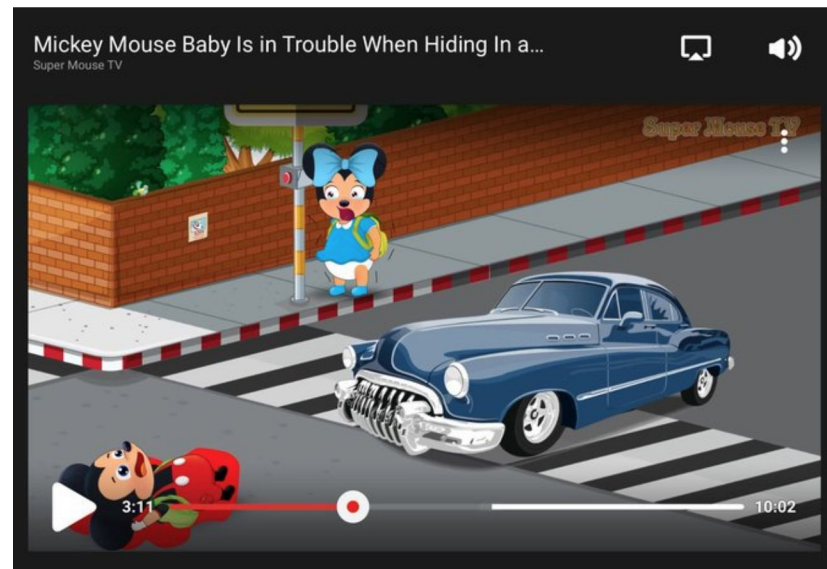 Mickey Mouse Baby Is in Trouble When Hiding In a...
Super Mouse TV
Super Mouse TV
3:11
10:02